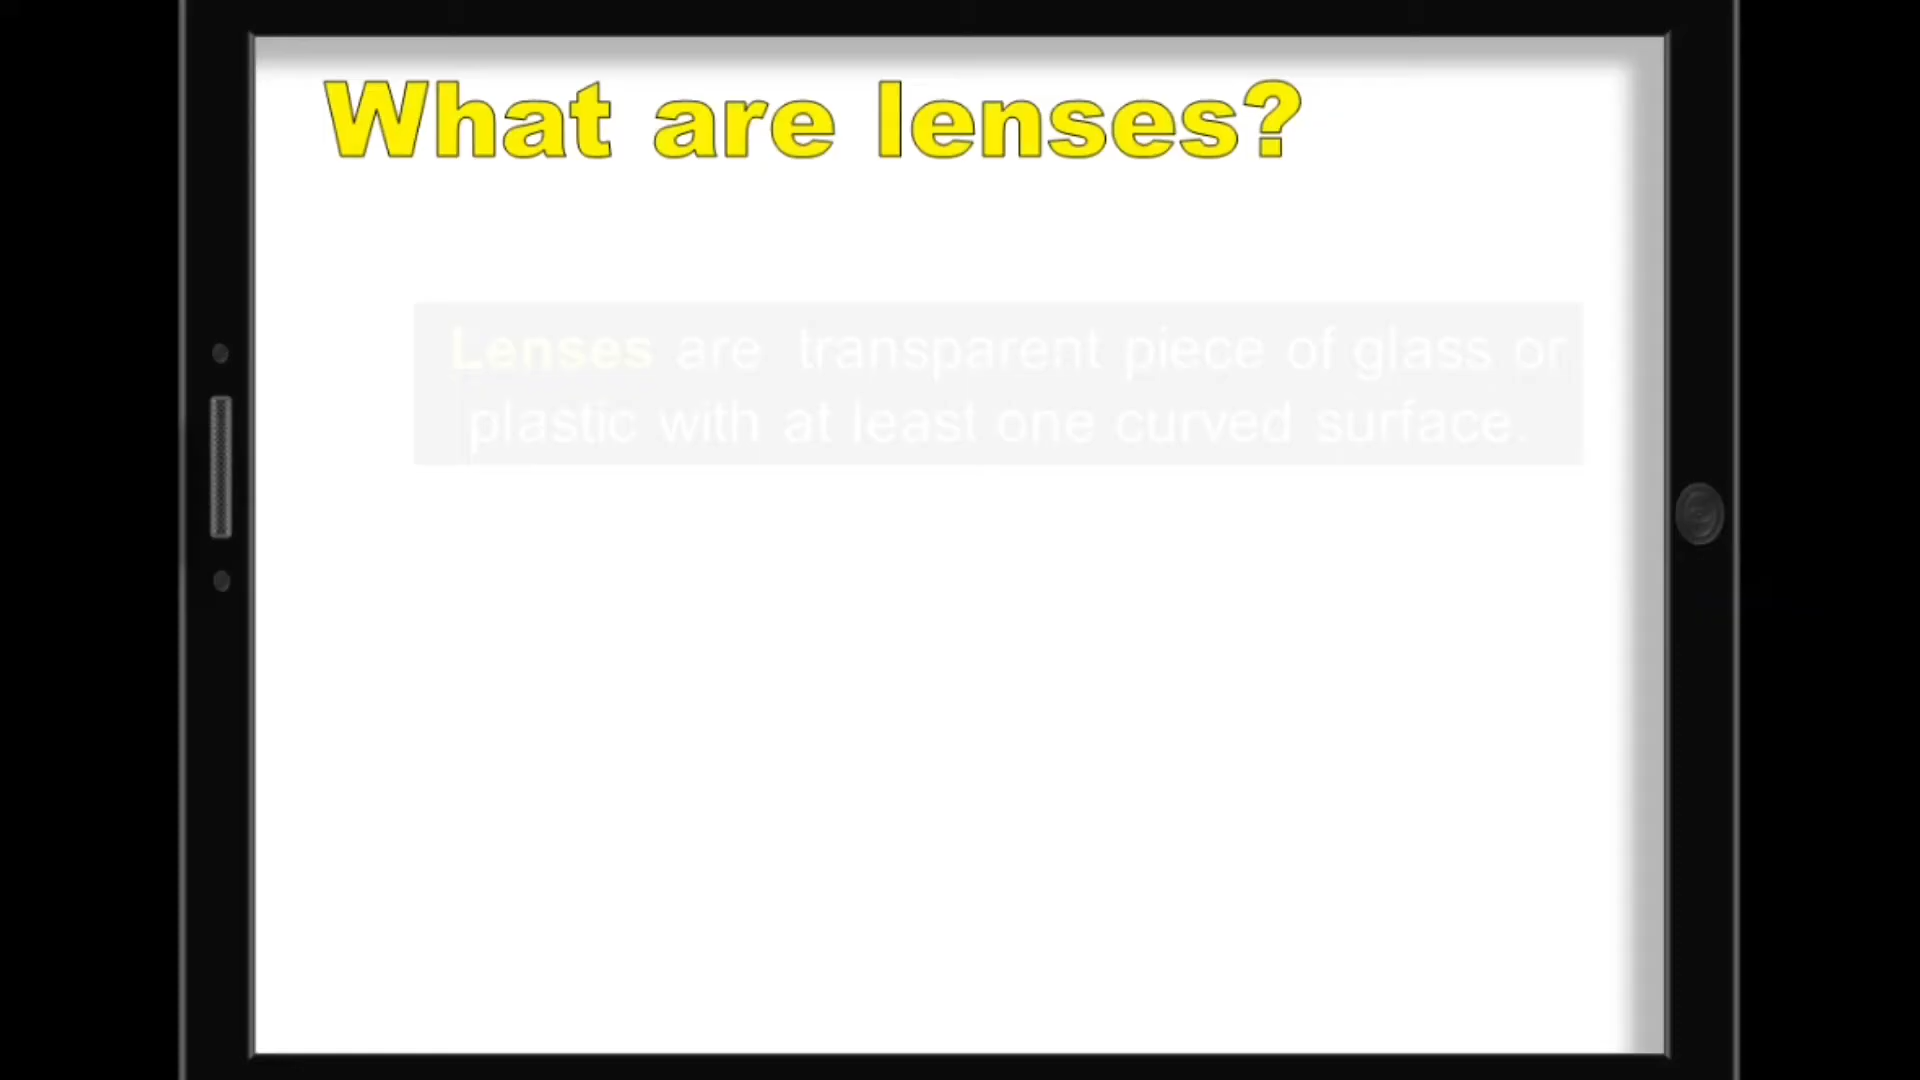 What are lenses?
Lenses are transparent piece of glass or
plastic with at least one curved surface.